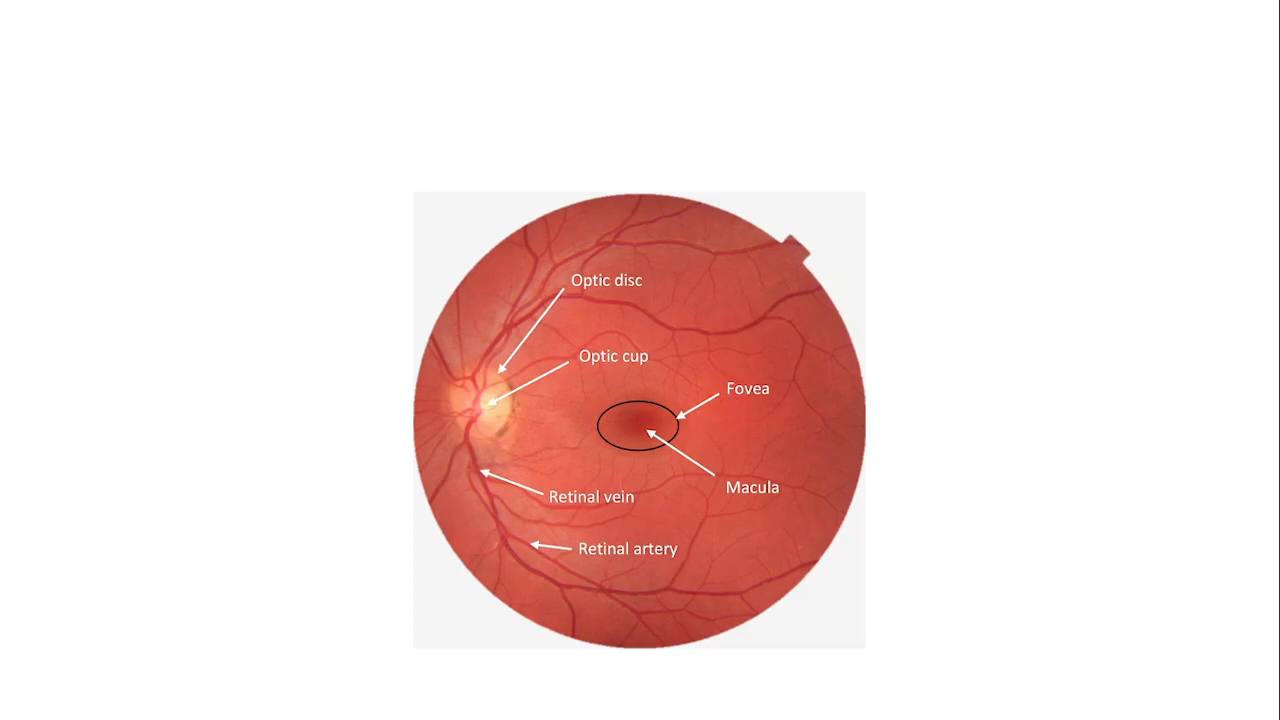 Optic disc
Optic cup
Fovea
Macula
Retinal vein
Retinal artery